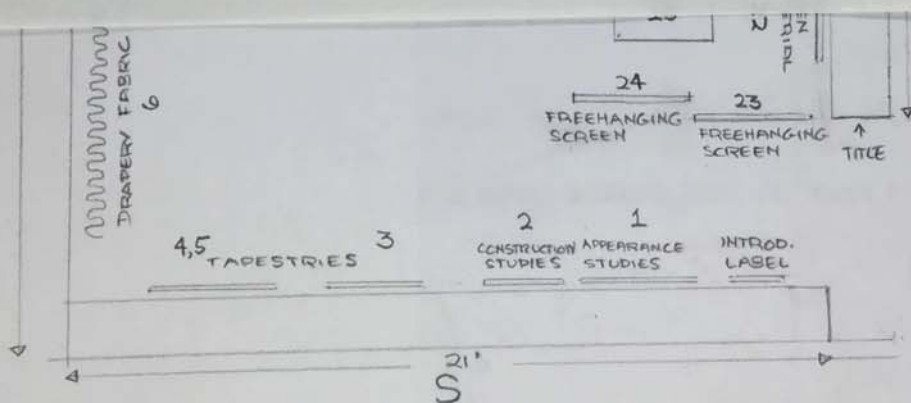 DRAPERY FABRIC
6
24
FREEHANGING
SCREEN
23
FREEHANGING
SCREEN
TITLE
4,5
TAPESTRIES
3
2
CONSTRUCTION
STUDIES
1
APPEARANCE
STUDIES
INTROD.
LABEL
21'
S